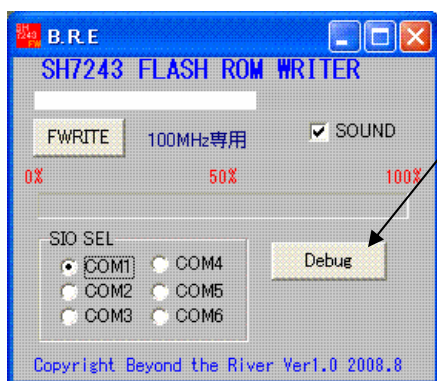 SH
7243
FW
B.R.E
SH7243 FLASH ROM WRITER
FWRITE 100MHz専用 SOUND
0% 50% 100%
SIO SEL
COM1 COM4
COM2 COM5
COM3 COM6
Debug
Copyright Beyond the River Ver1.0 2008.8